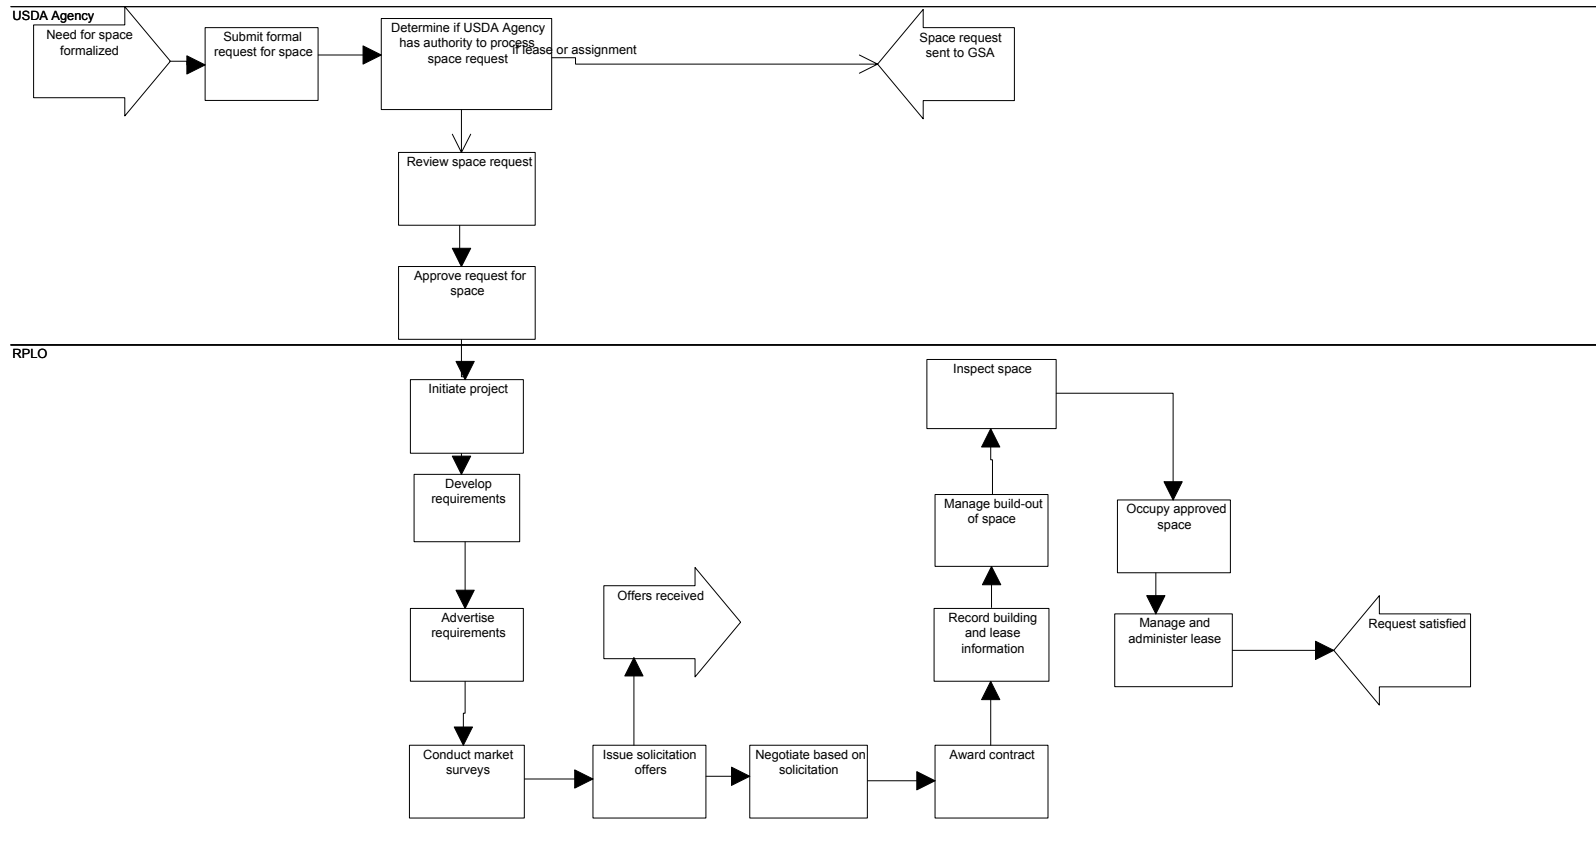 USDA Agency
Need for space
formalized
Submit formal
request for space
Determine if USDA Agency
has authority to process
space request
If lease or assignment
Space request
sent to GSA
Review space request
Approve request for
space
RPLO
Initiate project
Develop
requirements
Advertise
requirements
Conduct market
surveys
Offers received
Issue solicitation
offers
Negotiate based on
solicitation
Award contract
Record building
and lease
information
Manage build-out
of space
Inspect space
Occupy approved
space
Manage and
administer lease
Request satisfied